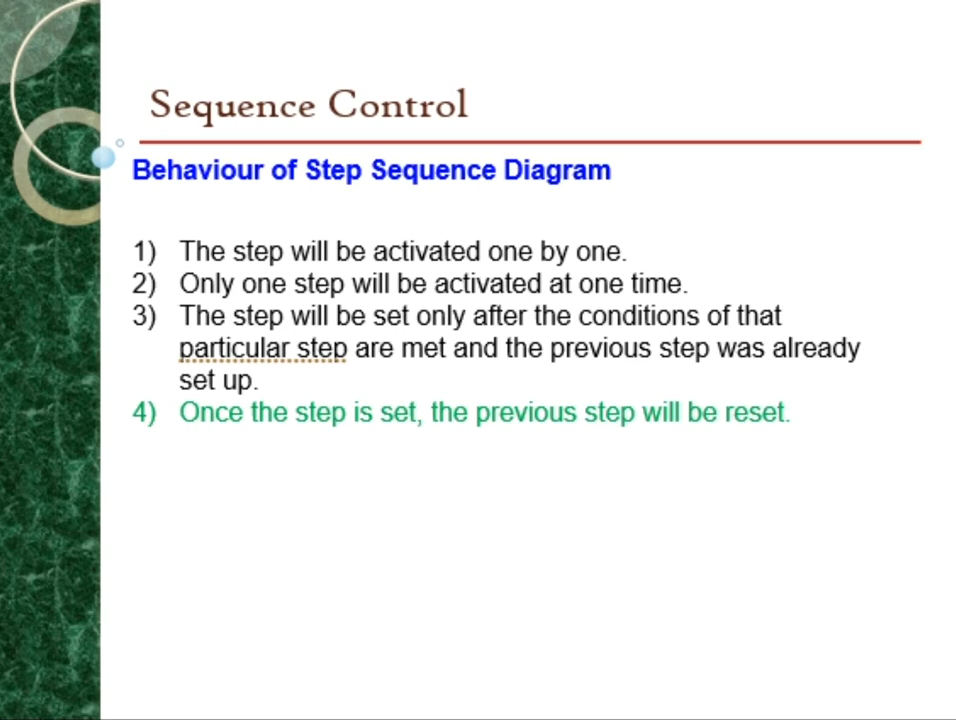 Sequence Control
Behaviour of Step Sequence Diagram
1) The step will be activated one by one.
2) Only one step will be activated at one time.
3) The step will be set only after the conditions of that
particular step are met and the previous step was already
set up.
4) Once the step is set, the previous step will be reset.